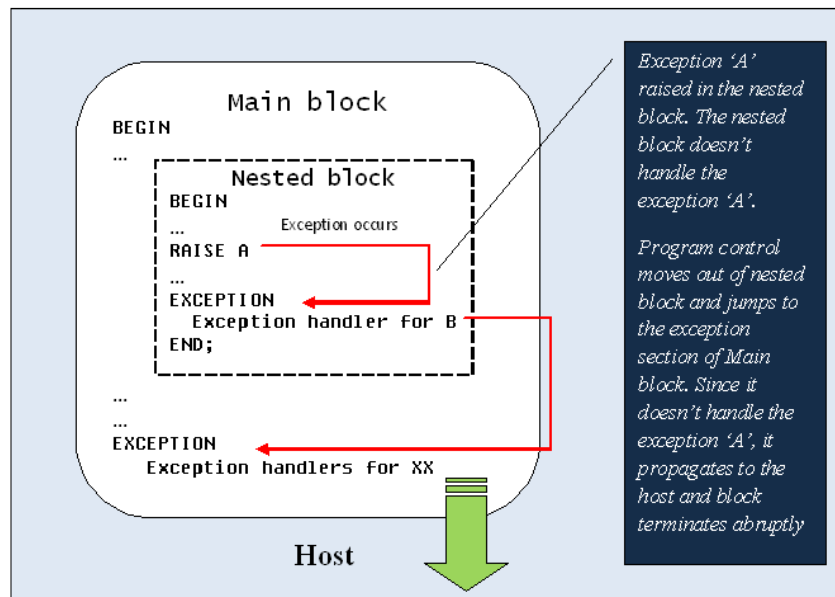 Main block
BEGIN
...
Nested block
BEGIN
...
Exception occurs
RAISE A
...
EXCEPTION
Exception handler for B
END;
...
...
EXCEPTION
Exception handlers for XX
Host
Exception ‘A’
raised in the nested
block. The nested
block doesn’t
handle the
exception ‘A’.
Program control
moves out of nested
block and jumps to
the exception
section of Main
block. Since it
doesn’t handle the
exception ‘A’, it
propagates to the
host and block
terminates abruptly